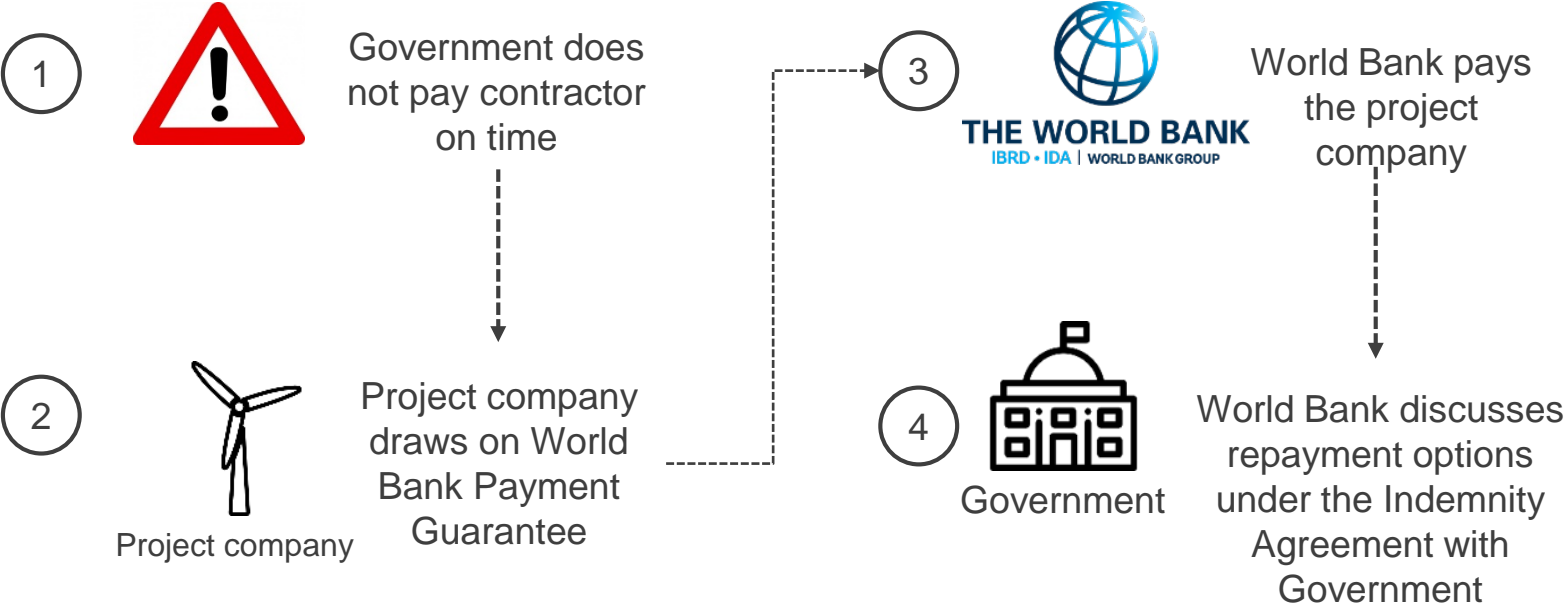 1
Government does
not pay contractor
on time
2
Project company
Project company
draws on World
Bank Payment
Guarantee
3
THE WORLD BANK
IBRD • IDA | WORLD BANK GROUP
World Bank pays
the project
company
4
Government
World Bank discusses
repayment options
under the Indemnity
Agreement with
Government